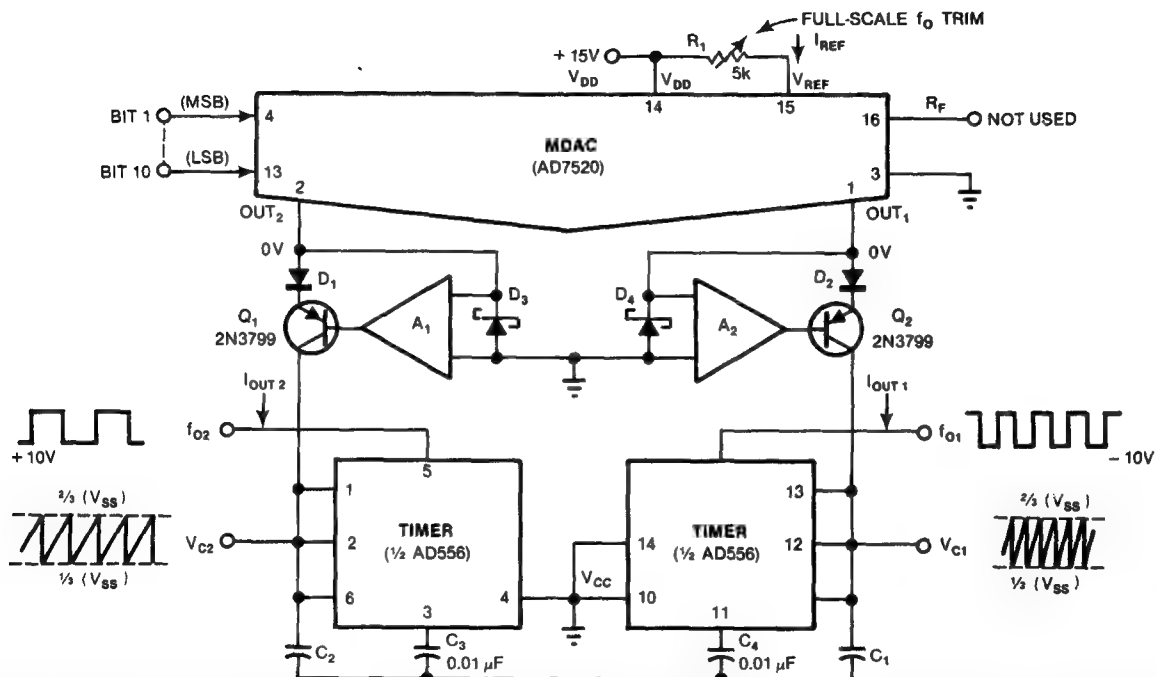 FULL-SCALE fO TRIM
R1
IREF
+ 15V
5k
VDD
VDD
VREF
14
15
BIT 1
(MSB)
4
MDAC
(AD7520)
16
RF
NOT USED
BIT 10
(LSB)
13
3
2
1
OUT2
OUT1
0V
0V
D1
D3
D4
D2
Q1
2N3799
A1
A2
Q2
2N3799
IOUT 2
IOUT 1
fO2
fO1
+ 10V
5
– 10V
2/3 (VSS)
1
13
2/3 (VSS)
VC2
2
TIMER
(½ AD556)
14
TIMER
(½ AD556)
12
VC1
1/3 (VSS)
6
4
VCC
10
1/3 (VSS)
3
11
C2
C3
0.01 µF
C4
0.01 µF
C1